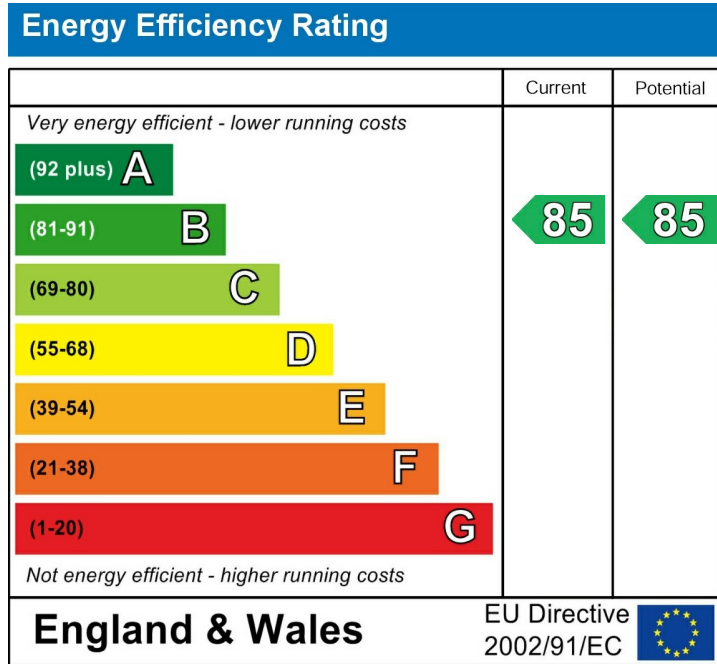 Energy Efficiency Rating
Current Potential
Very energy efficient - lower running costs
(92 plus) A
(81-91) B 85 85
(69-80) C
(55-68) D
(39-54) E
(21-38) F
(1-20) G
Not energy efficient - higher running costs
England & Wales
EU Directive
2002/91/EC